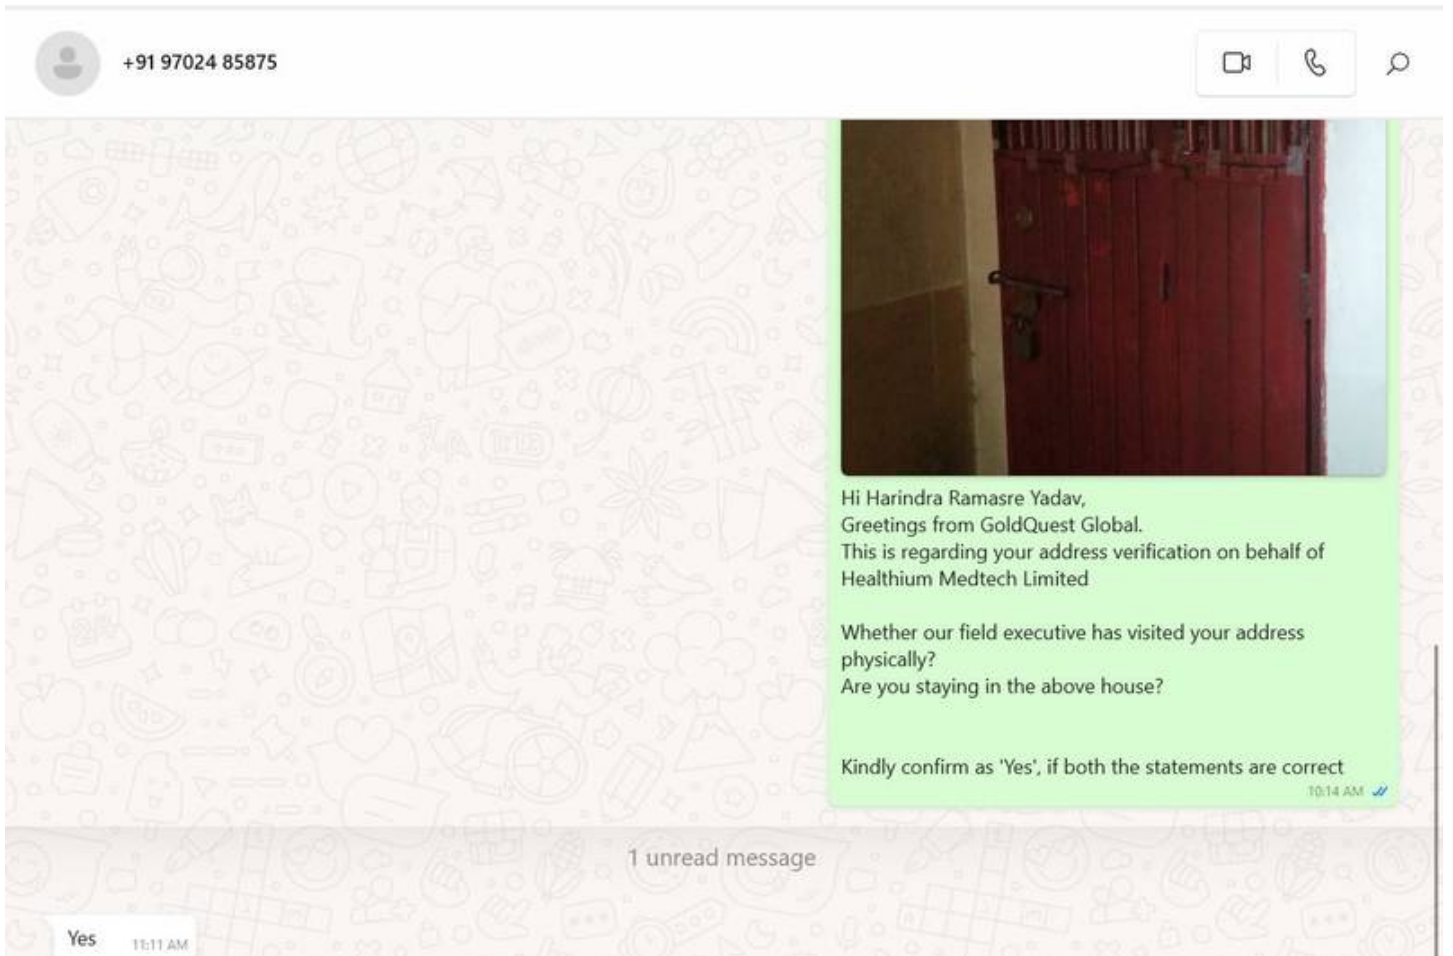 +91 97024 85875
Hi Harindra Ramasre Yadav,
Greetings from GoldQuest Global.
This is regarding your address verification on behalf of
Healthium Medtech Limited
Whether our field executive has visited your address
physically?
Are you staying in the above house?
Kindly confirm as 'Yes', if both the statements are correct
10:14 AM
1 unread message
Yes
11:11 AM